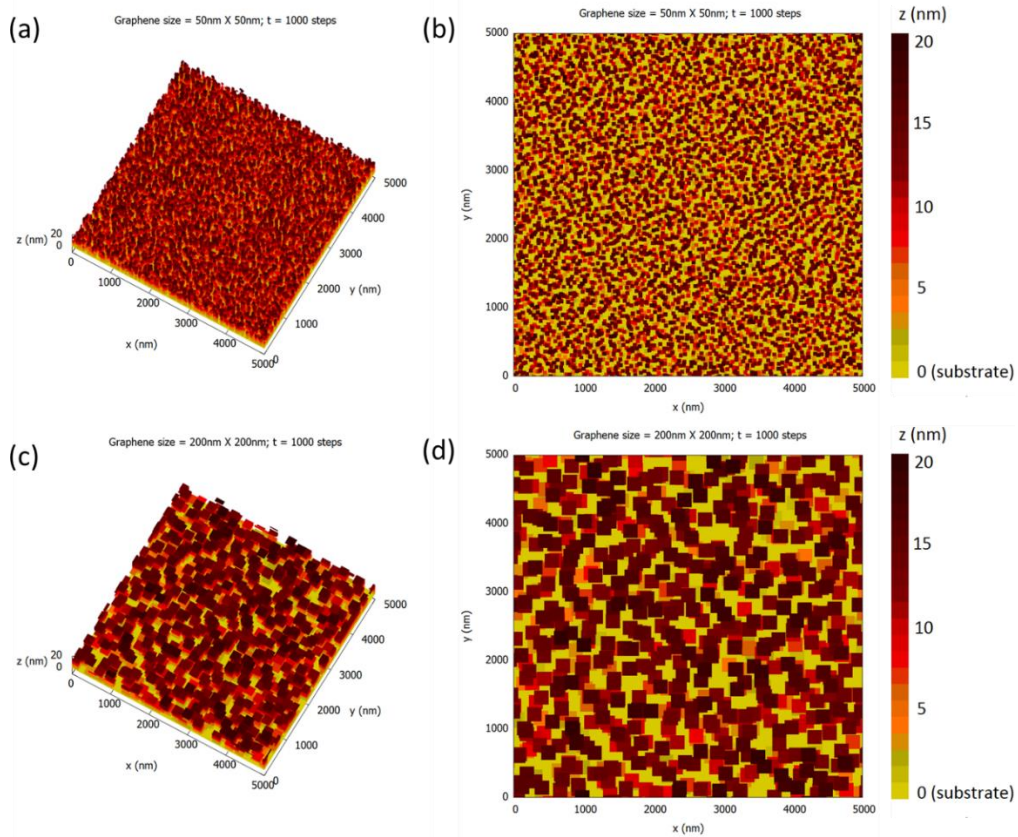 Graphene size = 50nm X 50nm; t = 1000 steps
(a)
z (nm) 20
0
0
1000
2000
3000
4000
5000
x (nm)
0
1000
2000
3000
4000
5000
y (nm)
Graphene size = 50nm X 50nm; t = 1000 steps
(b)
5000
4000
3000
2000
1000
0
y (nm)
0 1000 2000 3000 4000 5000
x (nm)
z (nm)
20
15
10
5
0 (substrate)
Graphene size = 200nm X 200nm; t = 1000 steps
(c)
z (nm) 20
0
0
1000
2000
3000
4000
5000
x (nm)
0
1000
2000
3000
4000
5000
y (nm)
Graphene size = 200nm X 200nm; t = 1000 steps
(d)
5000
4000
3000
2000
1000
0
y (nm)
0 1000 2000 3000 4000 5000
x (nm)
z (nm)
20
15
10
5
0 (substrate)